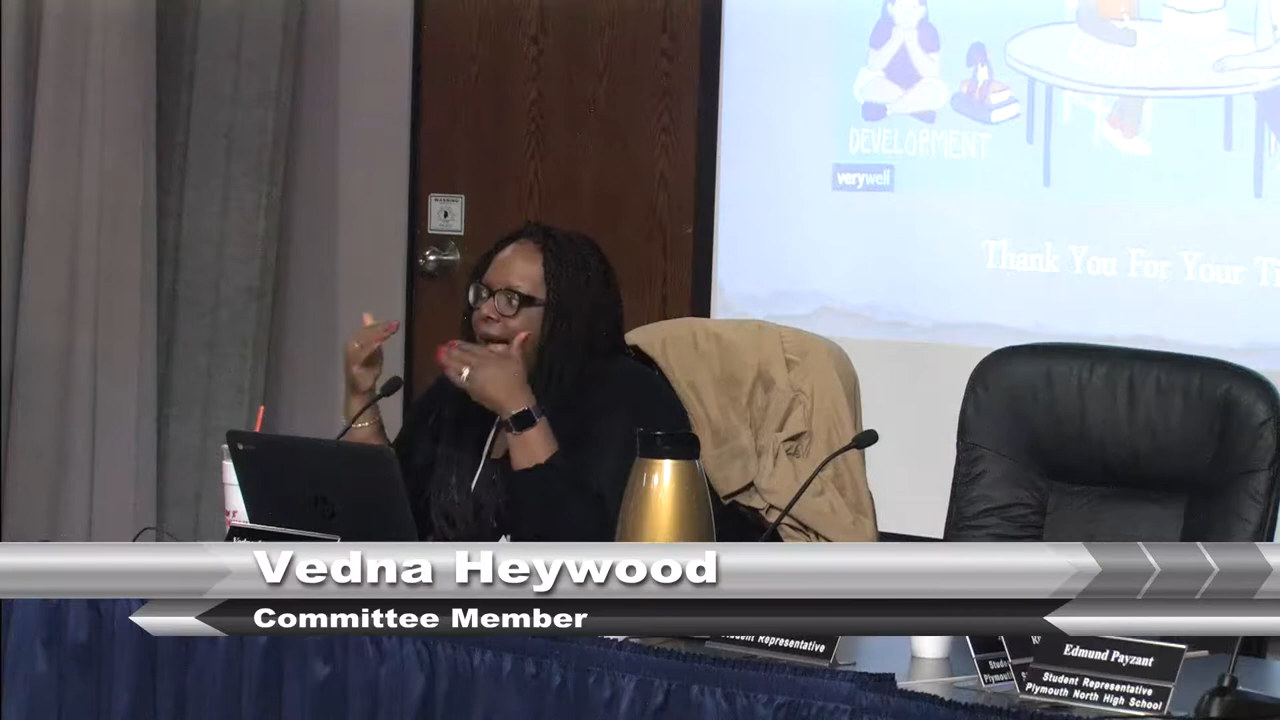 DEVELOPMENT
verywell
WARNING
Thank You For Your
Vedna Heywood
Committee Member
Student Representative
Edmund Payzant
Student Representative
Plymouth North High School